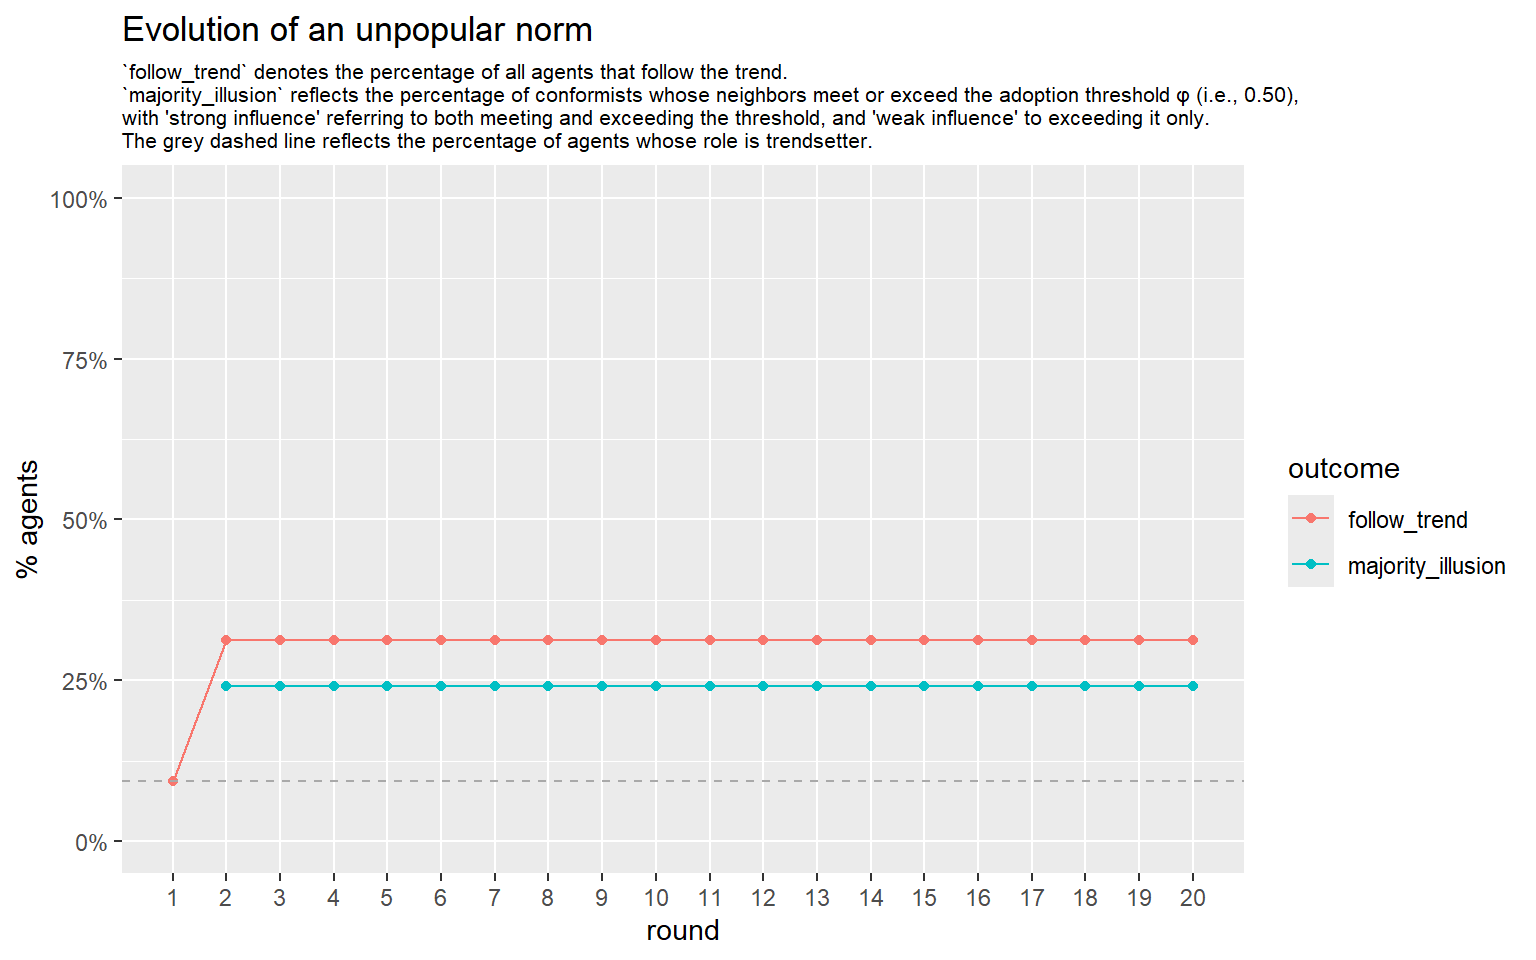 Evolution of an unpopular norm
`follow_trend` denotes the percentage of all agents that follow the trend.
`majority_illusion` reflects the percentage of conformists whose neighbors meet or exceed the adoption threshold φ (i.e., 0.50),
with 'strong influence' referring to both meeting and exceeding the threshold, and 'weak influence' to exceeding it only.
The grey dashed line reflects the percentage of agents whose role is trendsetter.
100%
75%
50%
25%
0%
% agents
1 2 3 4 5 6 7 8 9 10 11 12 13 14 15 16 17 18 19 20
round
outcome
follow_trend
majority_illusion